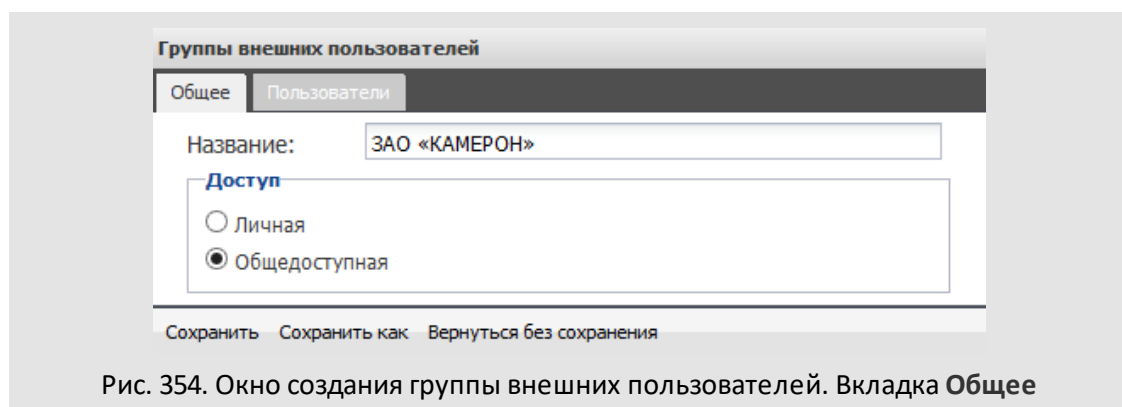 Группы внешних пользователей
Общее Пользователи
Название: ЗАО «КАМЕРОН»
Доступ
Личная
Общедоступная
Сохранить Сохранить как Вернуться без сохранения
Рис. 354. Окно создания группы внешних пользователей. Вкладка Общее